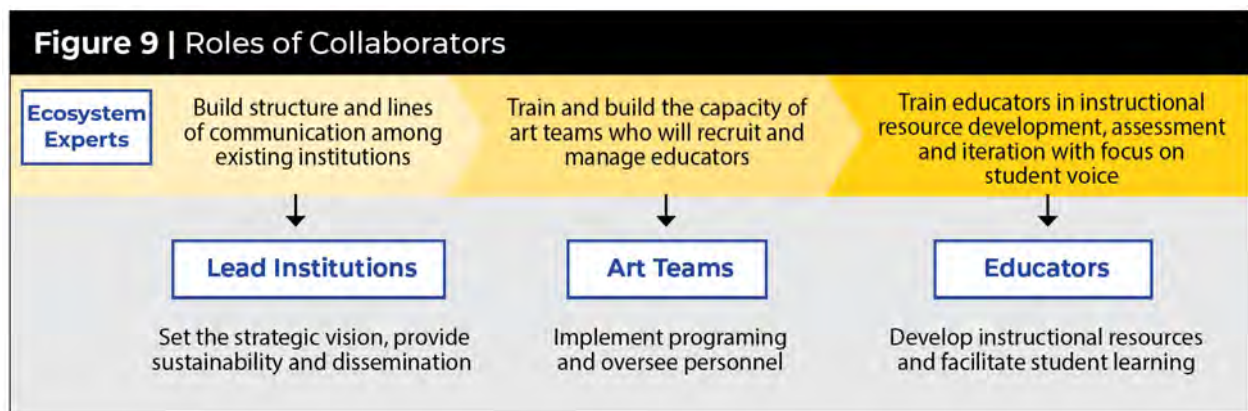 Figure 9 | Roles of Collaborators
Ecosystem
Experts
Build structure and lines
of communication among
existing institutions
Train and build the capacity of
art teams who will recruit and
manage educators
Train educators in instructional
resource development, assessment
and iteration with focus on
student voice
Lead Institutions
Art Teams
Educators
Set the strategic vision, provide
sustainability and dissemination
Implement programing
and oversee personnel
Develop instructional resources
and facilitate student learning